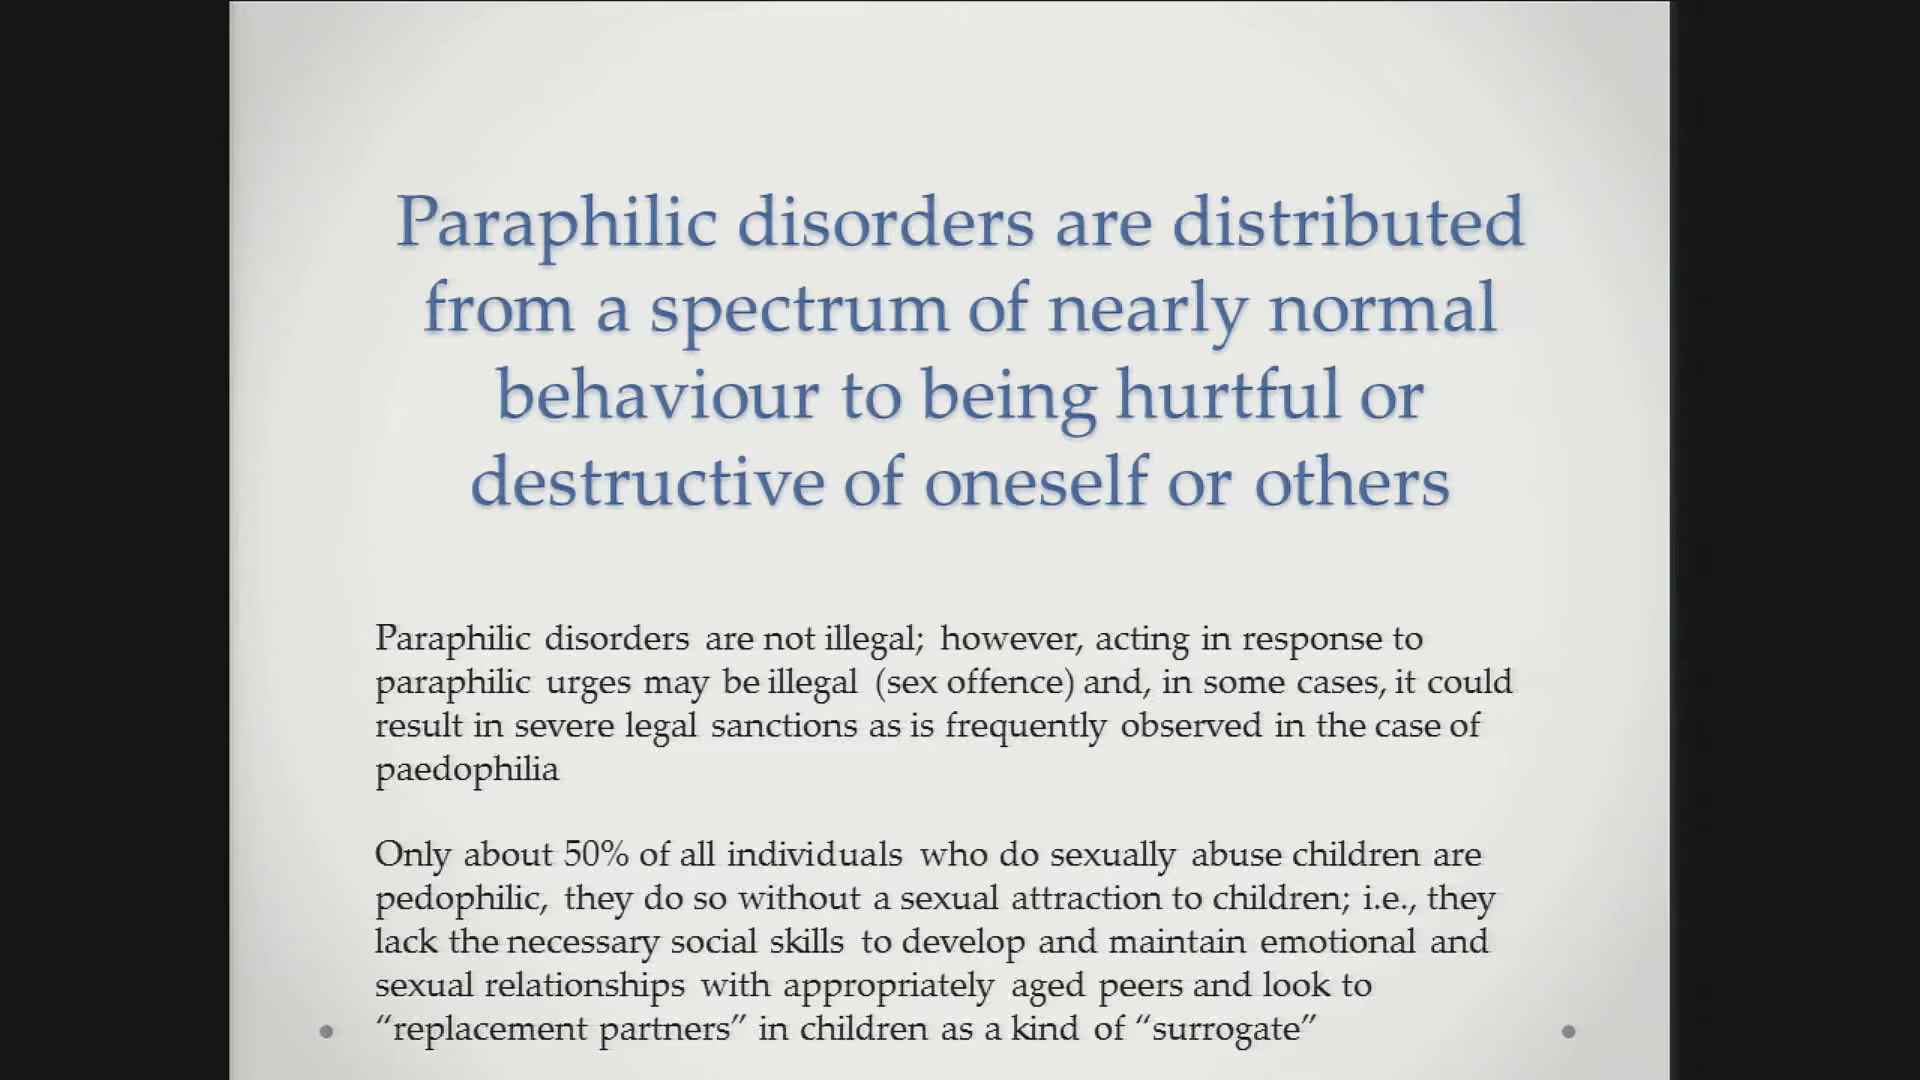 Paraphilic disorders are distributed
from a spectrum of nearly normal
behaviour to being hurtful or
destructive of oneself or others
Paraphilic disorders are not illegal; however, acting in response to
paraphilic urges may be illegal (sex offence) and, in some cases, it could
result in severe legal sanctions as is frequently observed in the case of
paedophilia
Only about 50% of all individuals who do sexually abuse children are
pedophilic, they do so without a sexual attraction to children; i.e., they
lack the necessary social skills to develop and maintain emotional and
sexual relationships with appropriately aged peers and look to
“replacement partners” in children as a kind of “surrogate”